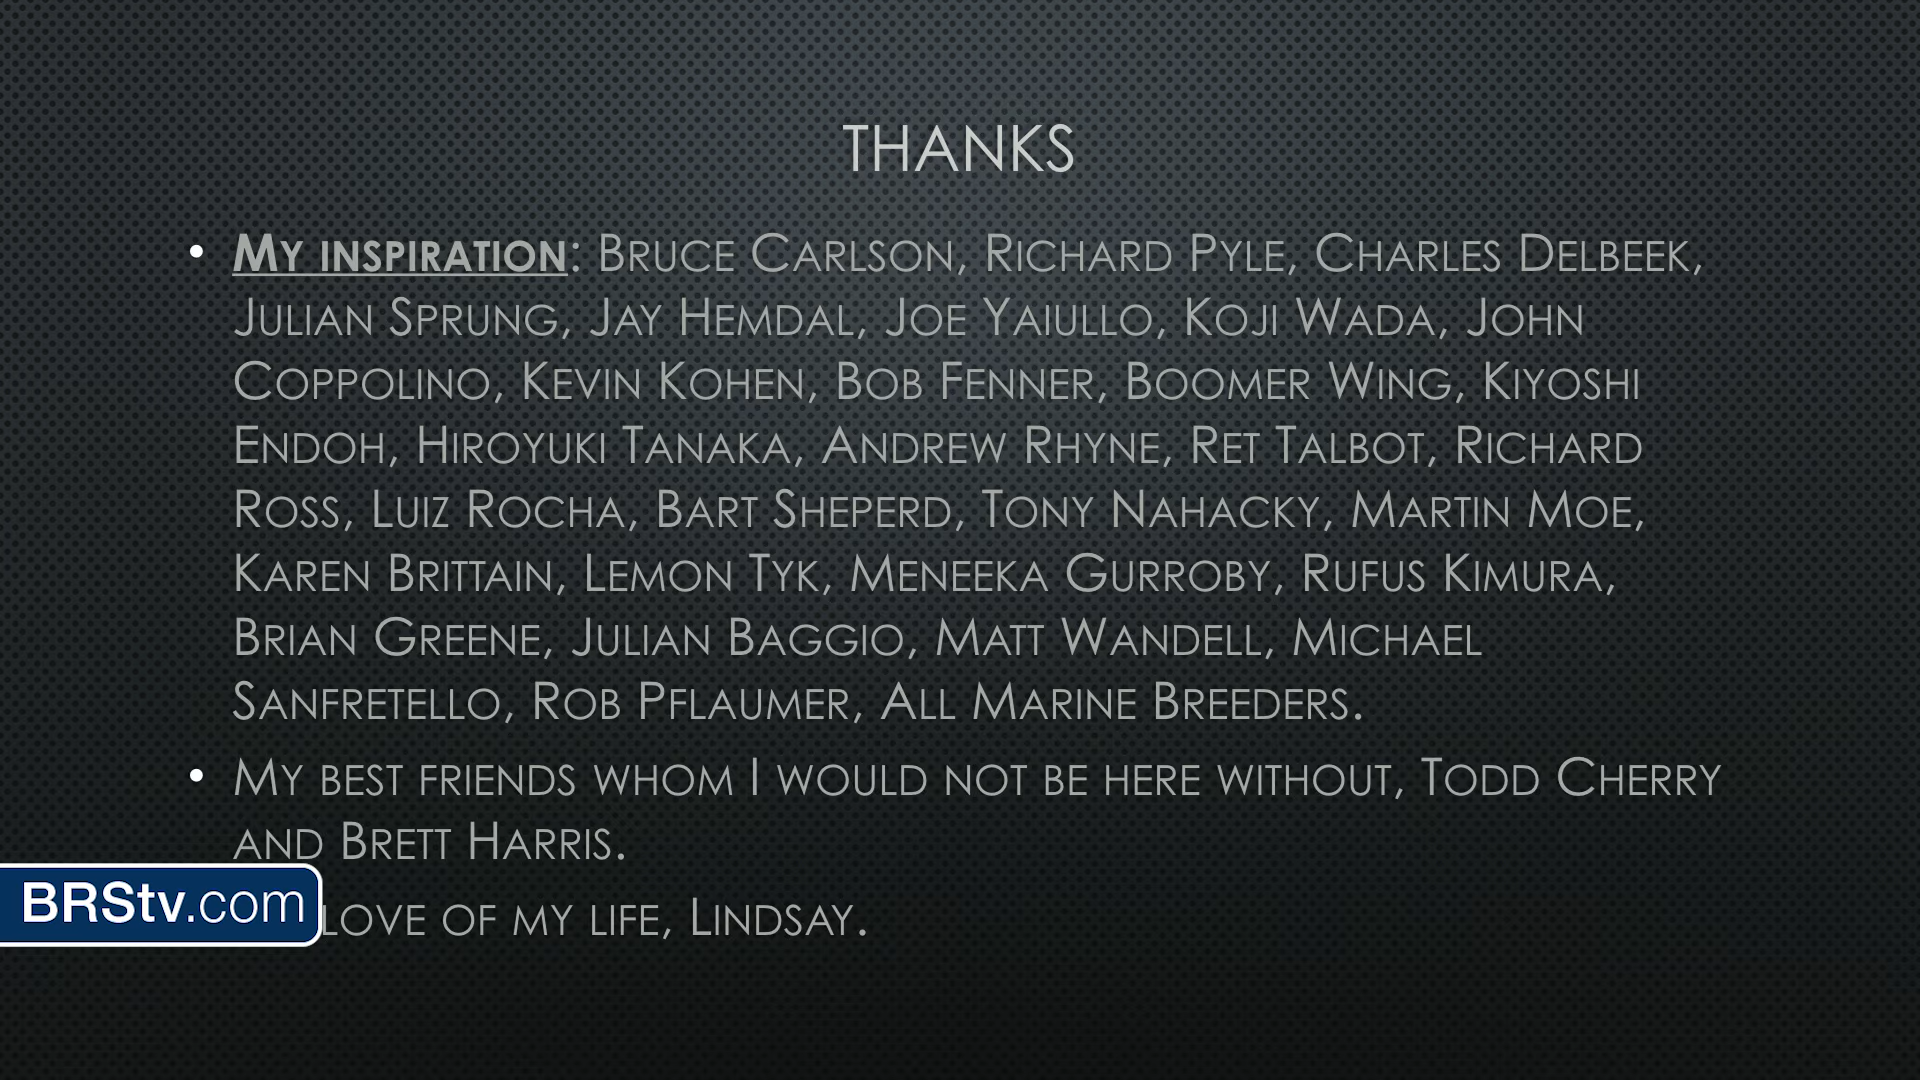 THANKS
• My inspiration: Bruce Carlson, Richard Pyle, Charles Delbeek,
Julian Sprung, Jay Hemdal, Joe Yaiullo, Koji Wada, John
Coppolino, Kevin Kohen, Bob Fenner, Boomer Wing, Kiyoshi
Endoh, Hiroyuki Tanaka, Andrew Rhyne, Ret Talbot, Richard
Ross, Luiz Rocha, Bart Sheperd, Tony Nahacky, Martin Moe,
Karen Brittain, Lemon Tyk, Meneeka Gurroby, Rufus Kimura,
Brian Greene, Julian Baggio, Matt Wandell, Michael
Sanfretello, Rob Pflaumer, All Marine Breeders.
• My best friends whom I would not be here without, Todd Cherry
and Brett Harris.
love of my life, Lindsay.
BRStv.com